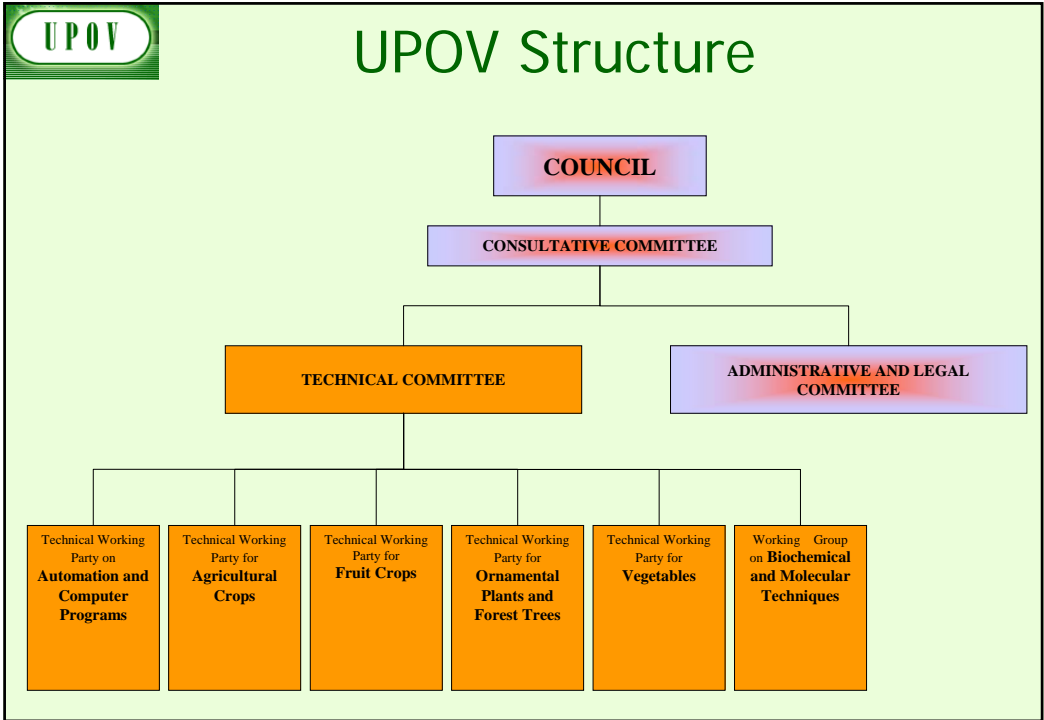 UPOV
UPOV Structure
COUNCIL
CONSULTATIVE COMMITTEE
TECHNICAL COMMITTEE
ADMINISTRATIVE AND LEGAL
COMMITTEE
Technical Working
Party on
Automation and
Computer
Programs
Technical Working
Party for
Agricultural
Crops
Technical Working
Party for
Fruit Crops
Technical Working
Party for
Ornamental
Plants and
Forest Trees
Technical Working
Party for
Vegetables
Working Group
on Biochemical
and Molecular
Techniques